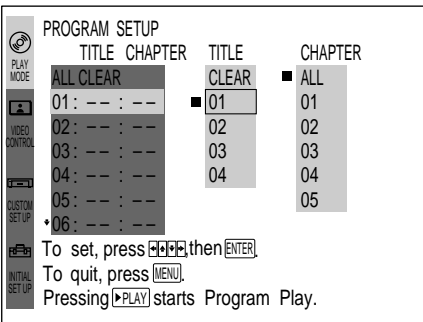 PROGRAM SETUP
TITLE CHAPTER TITLE CHAPTER
PLAY MODE
ALL CLEAR CLEAR ALL
01: -- : -- 01 01
VIDEO CONTROL
02: -- : -- 02 02
03: -- : -- 03 03
04: -- : -- 04 04
CUSTOM SET UP
05: -- : -- 05
06: -- : --
INITIAL SET UP
To set, press ,then ENTER.
To quit, press MENU.
Pressing ►PLAY starts Program Play.